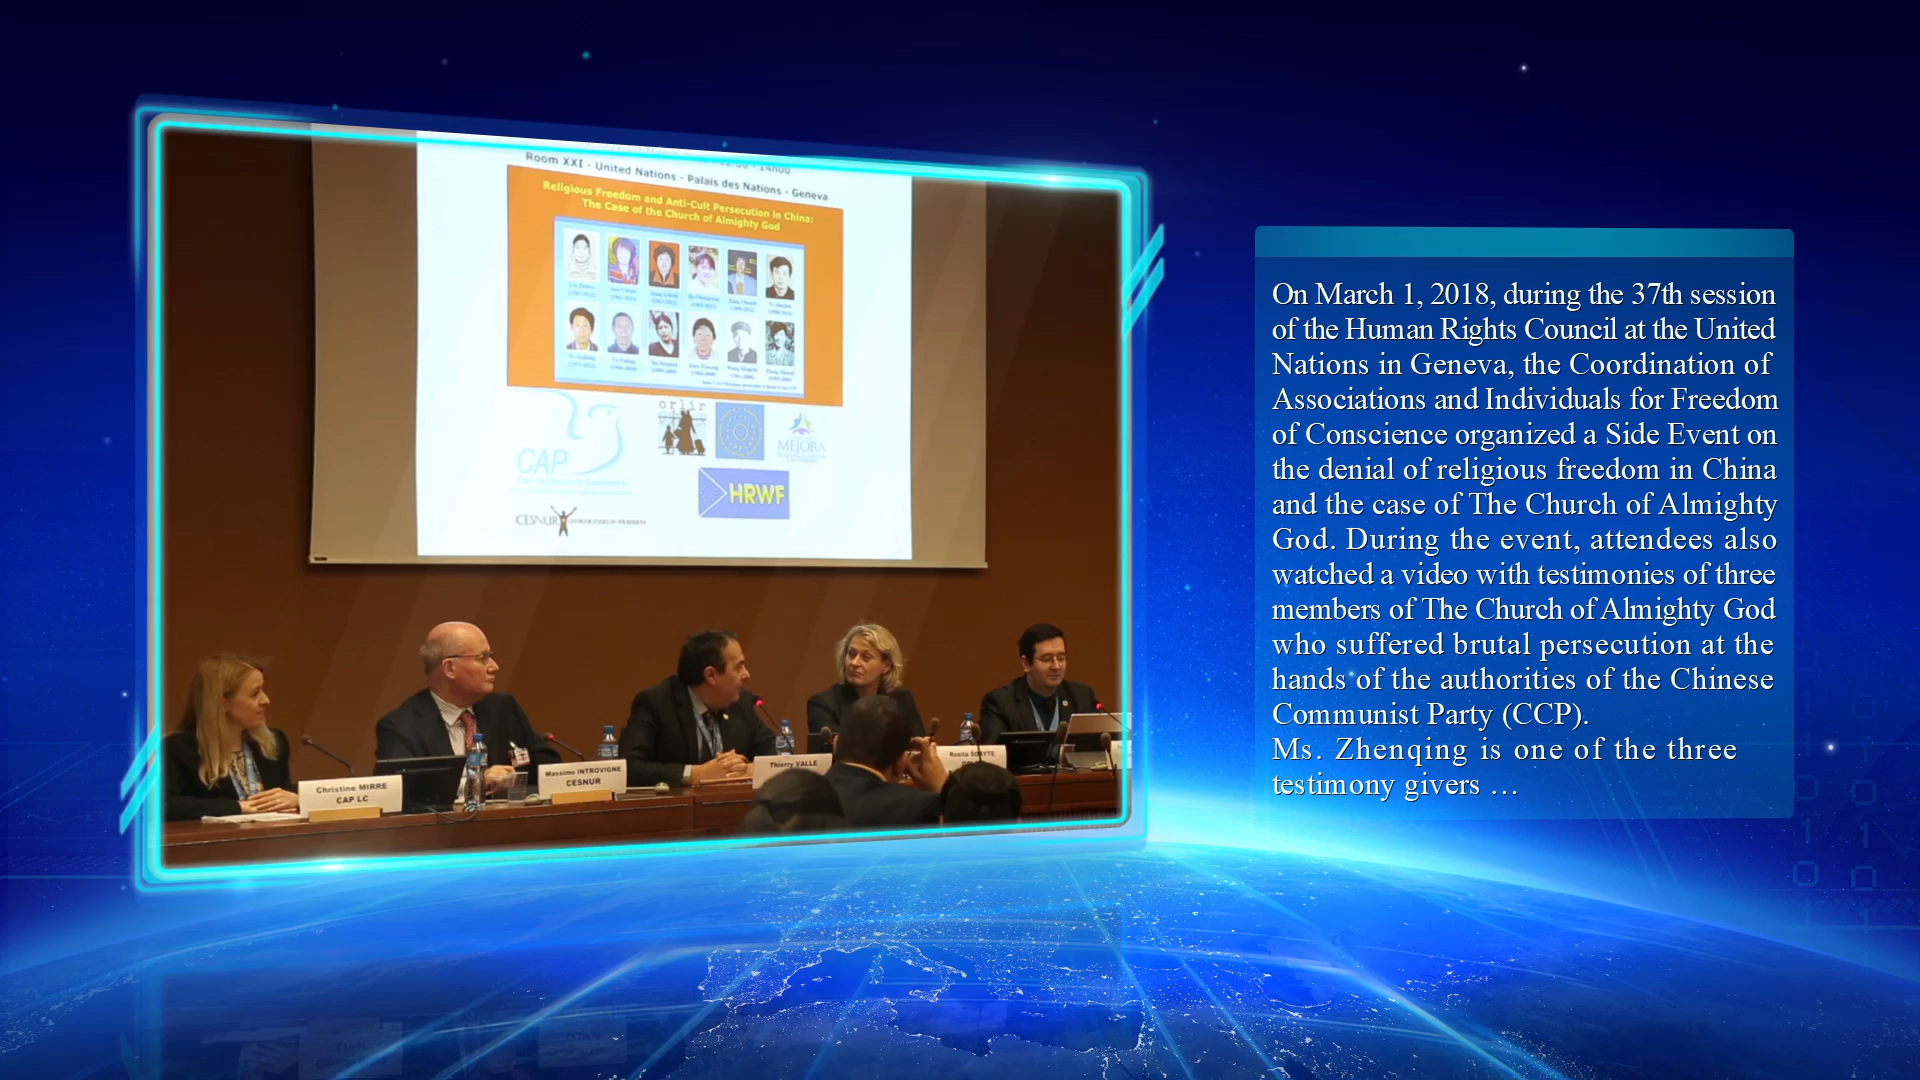 Room XXI - United Nations - Palais des Nations - Geneva
Religious Freedom and Anti-Cult Persecution in China:
The Case of the Church of Almighty God
orlir
CAP
MEJORA
HRWF
CESNUR
Christine MIRRE
CAP LC
Massimo INTROVIGNE
CESNUR
Thierry VALLE
Rosita SORYTE
On March 1, 2018, during the 37th session
of the Human Rights Council at the United
Nations in Geneva, the Coordination of
Associations and Individuals for Freedom
of Conscience organized a Side Event on
the denial of religious freedom in China
and the case of The Church of Almighty
God. During the event, attendees also
watched a video with testimonies of three
members of The Church of Almighty God
who suffered brutal persecution at the
hands of the authorities of the Chinese
Communist Party (CCP).
Ms. Zhenqing is one of the three
testimony givers …